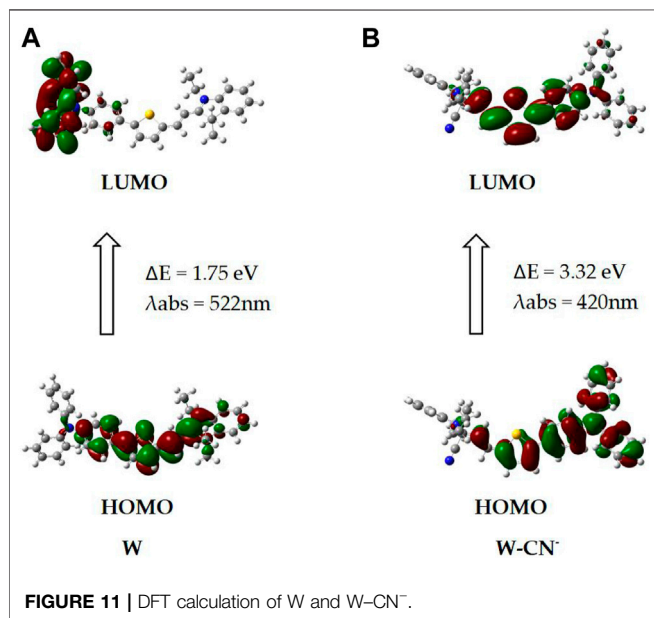 A
LUMO
ΔE = 1.75 eV
λabs = 522nm
HOMO
W
B
LUMO
ΔE = 3.32 eV
λabs = 420nm
HOMO
W-CN⁻
FIGURE 11 | DFT calculation of W and W–CN⁻.